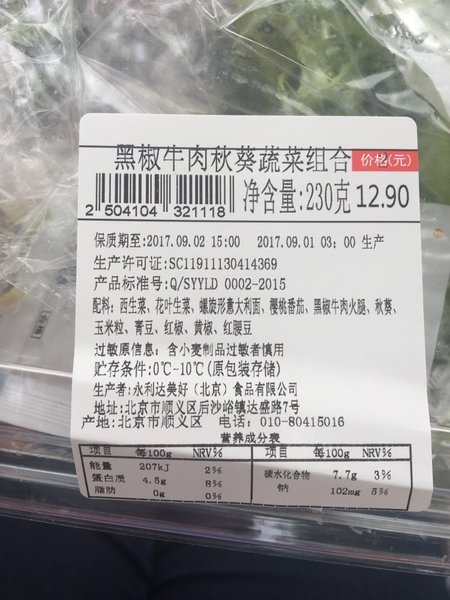 黑椒牛肉秋葵蔬菜组合
价格(元)
2 504104 321118
净含量:230克 12.90
保质期至:2017.09.02 15:00 2017.09.01 03:00 生产
生产许可证:SC11911130414369
产品标准号:Q/SYYLD 0002-2015
配料:西生菜、花叶生菜、螺旋形意大利面、樱桃番茄、黑椒牛肉火腿、秋葵、
玉米粒、青豆、红椒、黄椒、红腰豆
过敏原信息:含小麦制品过敏者慎用
贮存条件:0℃-10℃(原包装存储)
生产者:永利达美好(北京)食品有限公司
地址:北京市顺义区后沙峪镇达盛路7号
产地:北京市顺义区 电话:010-80415016
营养成分表
项目 每100g NRV% 项目 每100g NRV%
能量 207kJ 2% 碳水化合物 7.7g 3%
蛋白质 4.5g 8% 钠 102mg 5%
脂肪 0g 0%